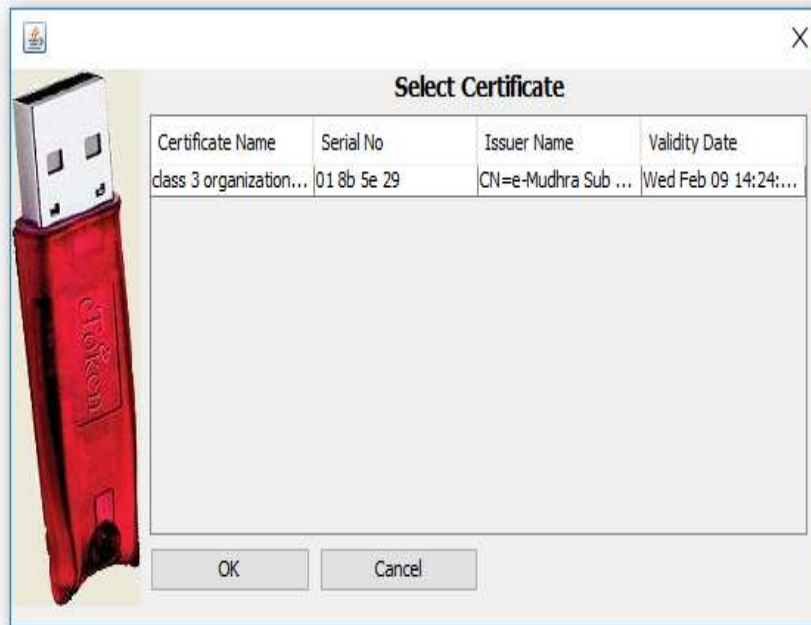 Select Certificate
Certificate Name Serial No Issuer Name Validity Date
class 3 organization... 01 8b 5e 29 CN=e-Mudhra Sub ... Wed Feb 09 14:24:...
eToken
OK Cancel